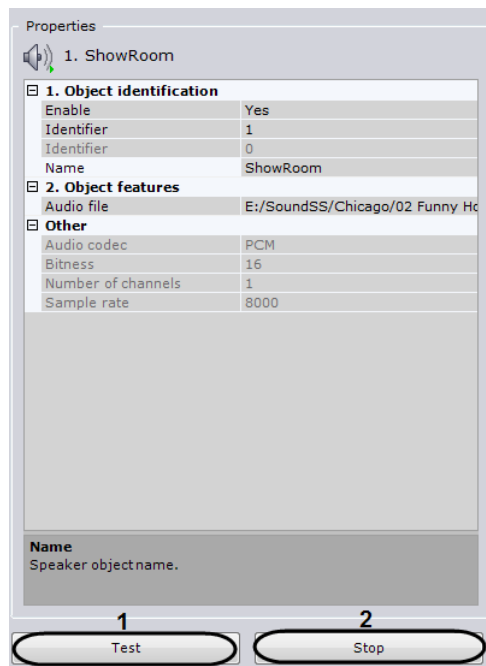 Properties
1. ShowRoom
1. Object identification
Enable Yes
Identifier 1
Identifier 0
Name ShowRoom
2. Object features
Audio file E:/SoundSS/Chicago/02 Funny Ho
Other
Audio codec PCM
Bitness 16
Number of channels 1
Sample rate 8000
Name
Speaker object name.
1 2
Test Stop